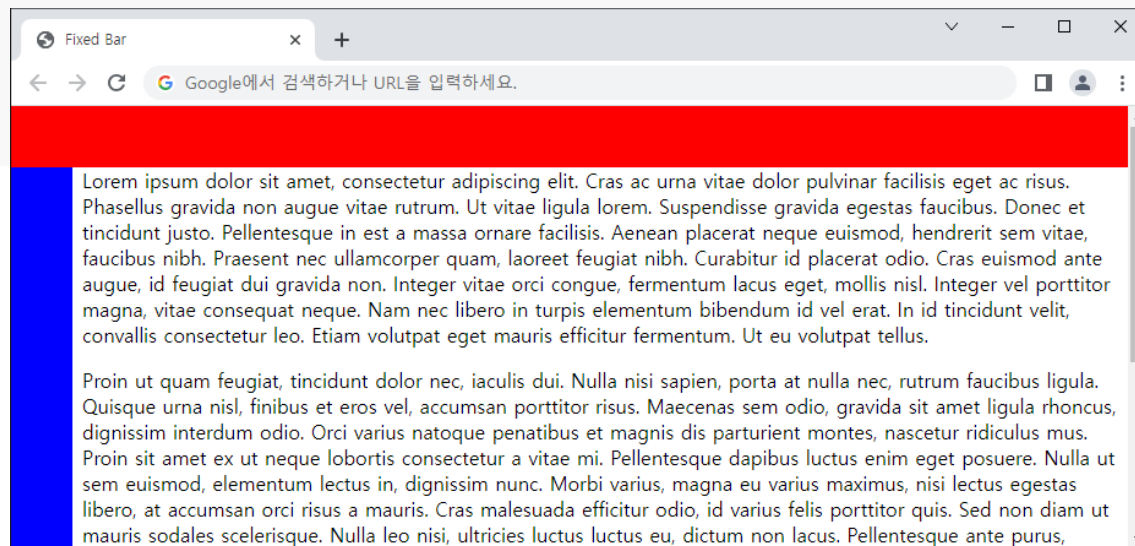 Fixed Bar
Google에서 검색하거나 URL을 입력하세요.
Lorem ipsum dolor sit amet, consectetur adipiscing elit. Cras ac urna vitae dolor pulvinar facilisis eget ac risus.
Phasellus gravida non augue vitae rutrum. Ut vitae ligula lorem. Suspendisse gravida egestas faucibus. Donec et
tincidunt justo. Pellentesque in est a massa ornare facilisis. Aenean placerat neque euismod, hendrerit sem vitae,
faucibus nibh. Praesent nec ullamcorper quam, laoreet feugiat nibh. Curabitur id placerat odio. Cras euismod ante
augue, id feugiat dui gravida non. Integer vitae orci congue, fermentum lacus eget, mollis nisl. Integer vel porttitor
magna, vitae consequat neque. Nam nec libero in turpis elementum bibendum id vel erat. In id tincidunt velit,
convallis consectetur leo. Etiam volutpat eget mauris efficitur fermentum. Ut eu volutpat tellus.
Proin ut quam feugiat, tincidunt dolor nec, iaculis dui. Nulla nisi sapien, porta at nulla nec, rutrum faucibus ligula.
Quisque urna nisl, finibus et eros vel, accumsan porttitor risus. Maecenas sem odio, gravida sit amet ligula rhoncus,
dignissim interdum odio. Orci varius natoque penatibus et magnis dis parturient montes, nascetur ridiculus mus.
Proin sit amet ex ut neque lobortis consectetur a vitae mi. Pellentesque dapibus luctus enim eget posuere. Nulla ut
sem euismod, elementum lectus in, dignissim nunc. Morbi varius, magna eu varius maximus, nisi lectus egestas
libero, at accumsan orci risus a mauris. Cras malesuada efficitur odio, id varius felis porttitor quis. Sed non diam ut
mauris sodales scelerisque. Nulla leo nisi, ultricies luctus luctus eu, dictum non lacus. Pellentesque ante purus,